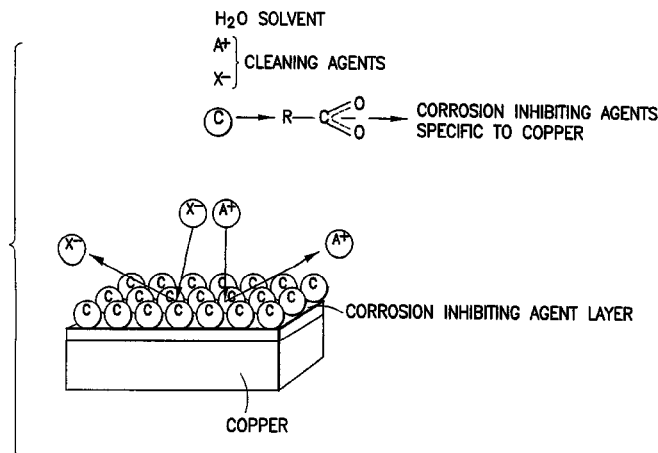 H2O SOLVENT
A+
X-
CLEANING AGENTS
C
R-C
O
O
CORROSION INHIBITING AGENTS
SPECIFIC TO COPPER
X- A+
X- A+
C C C C C C C
C C C C C C C
C C C C C C C
CORROSION INHIBITING AGENT LAYER
COPPER